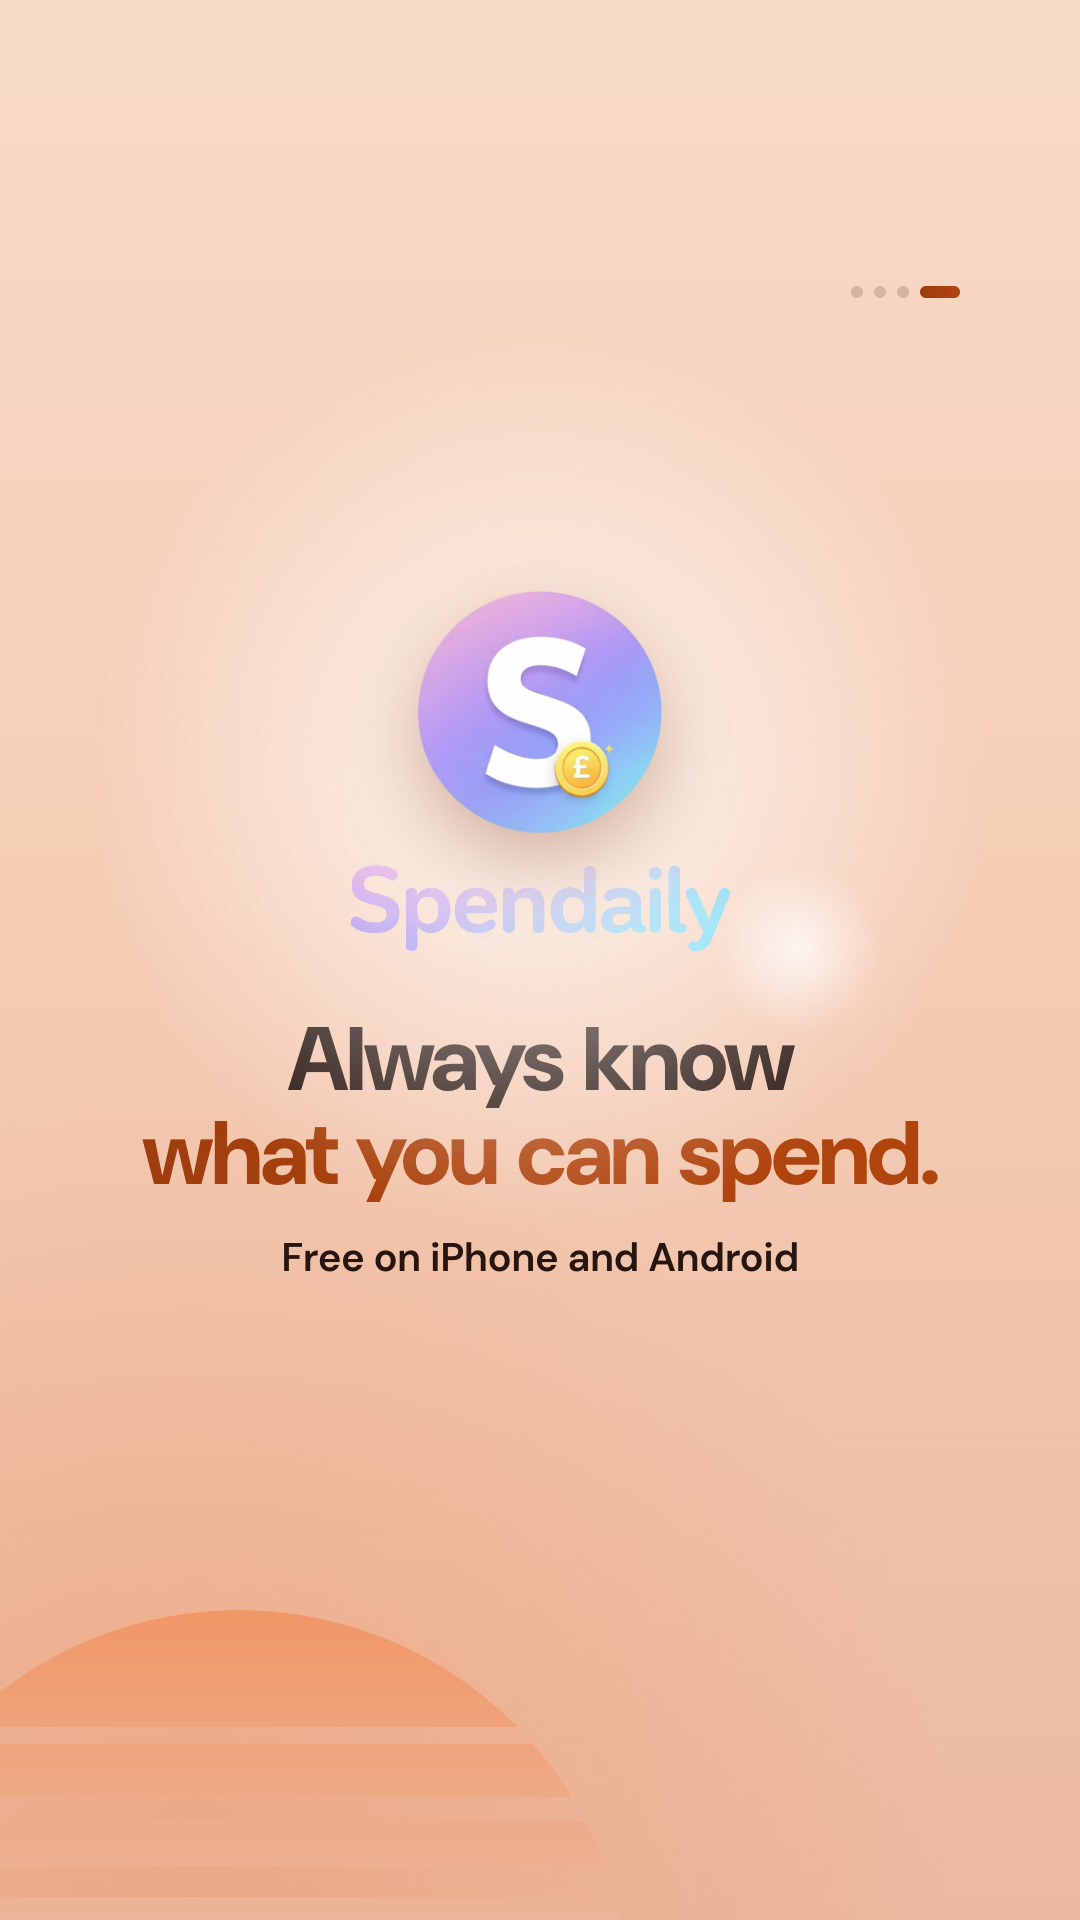 S
£
Spendaily
Always know
what you can spend.
Free on iPhone and Android